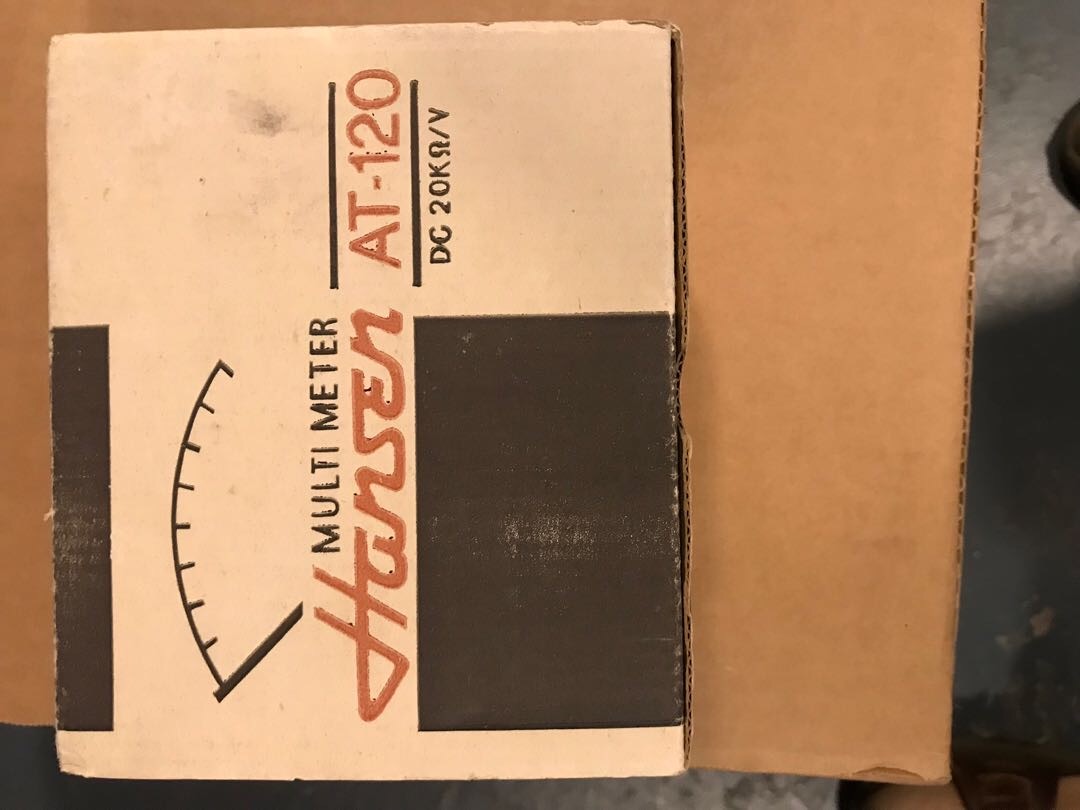 MULTI METER
Hansen AT-120
DC 20KΩ/V